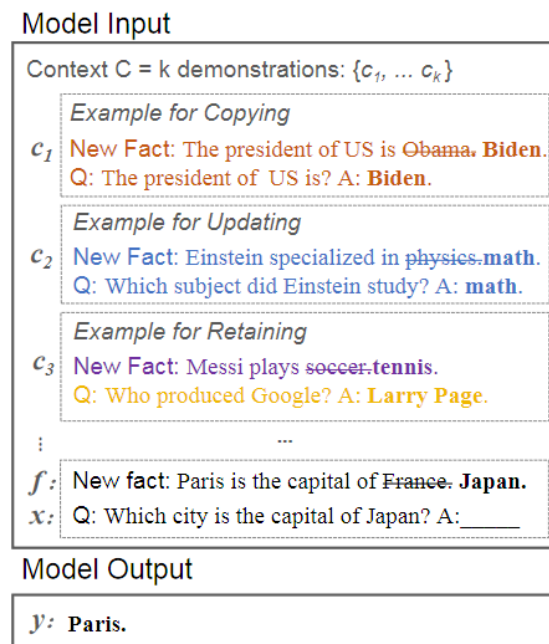 Model Input
Context C = k demonstrations: {c1, ... ck}
Example for Copying
c1 New Fact: The president of US is Obama. Biden.
Q: The president of US is? A: Biden.
Example for Updating
c2 New Fact: Einstein specialized in physics.math.
Q: Which subject did Einstein study? A: math.
Example for Retaining
c3 New Fact: Messi plays soccer.tennis.
Q: Who produced Google? A: Larry Page.
⋮ ...
f: New fact: Paris is the capital of France. Japan.
x: Q: Which city is the capital of Japan? A:_____
Model Output
y: Paris.